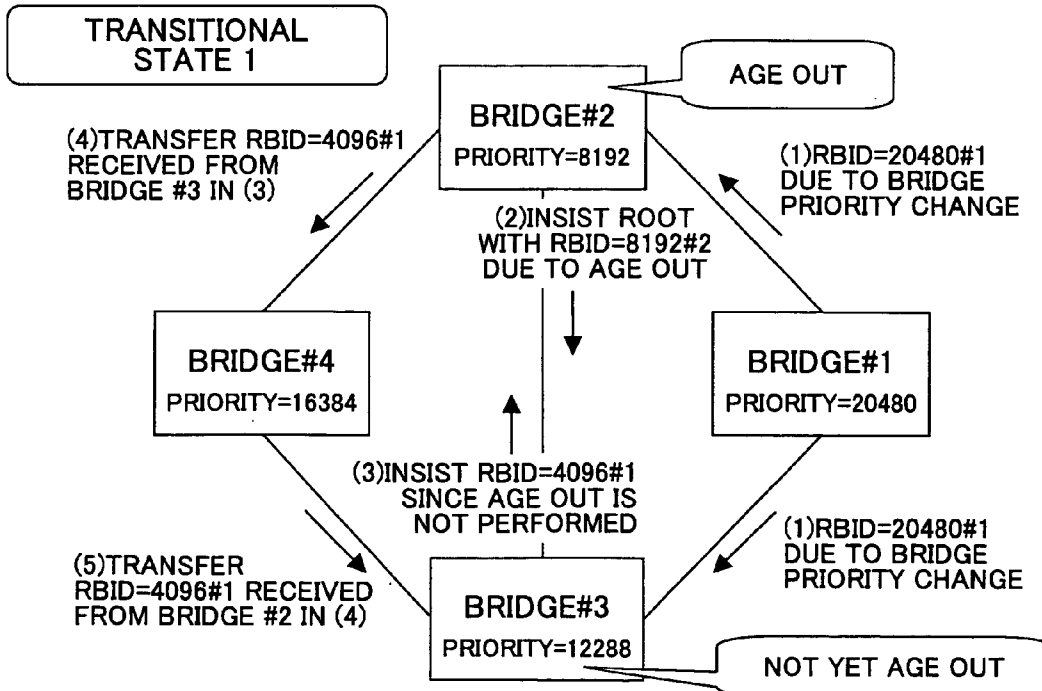 TRANSITIONAL
STATE 1
AGE OUT
BRIDGE#2
PRIORITY=8192
(4)TRANSFER RBID=4096#1
RECEIVED FROM
BRIDGE #3 IN (3)
(1)RBID=20480#1
DUE TO BRIDGE
PRIORITY CHANGE
(2)INSIST ROOT
WITH RBID=8192#2
DUE TO AGE OUT
BRIDGE#4
PRIORITY=16384
BRIDGE#1
PRIORITY=20480
(3)INSIST RBID=4096#1
SINCE AGE OUT IS
NOT PERFORMED
(5)TRANSFER
RBID=4096#1 RECEIVED
FROM BRIDGE #2 IN (4)
(1)RBID=20480#1
DUE TO BRIDGE
PRIORITY CHANGE
BRIDGE#3
PRIORITY=12288
NOT YET AGE OUT